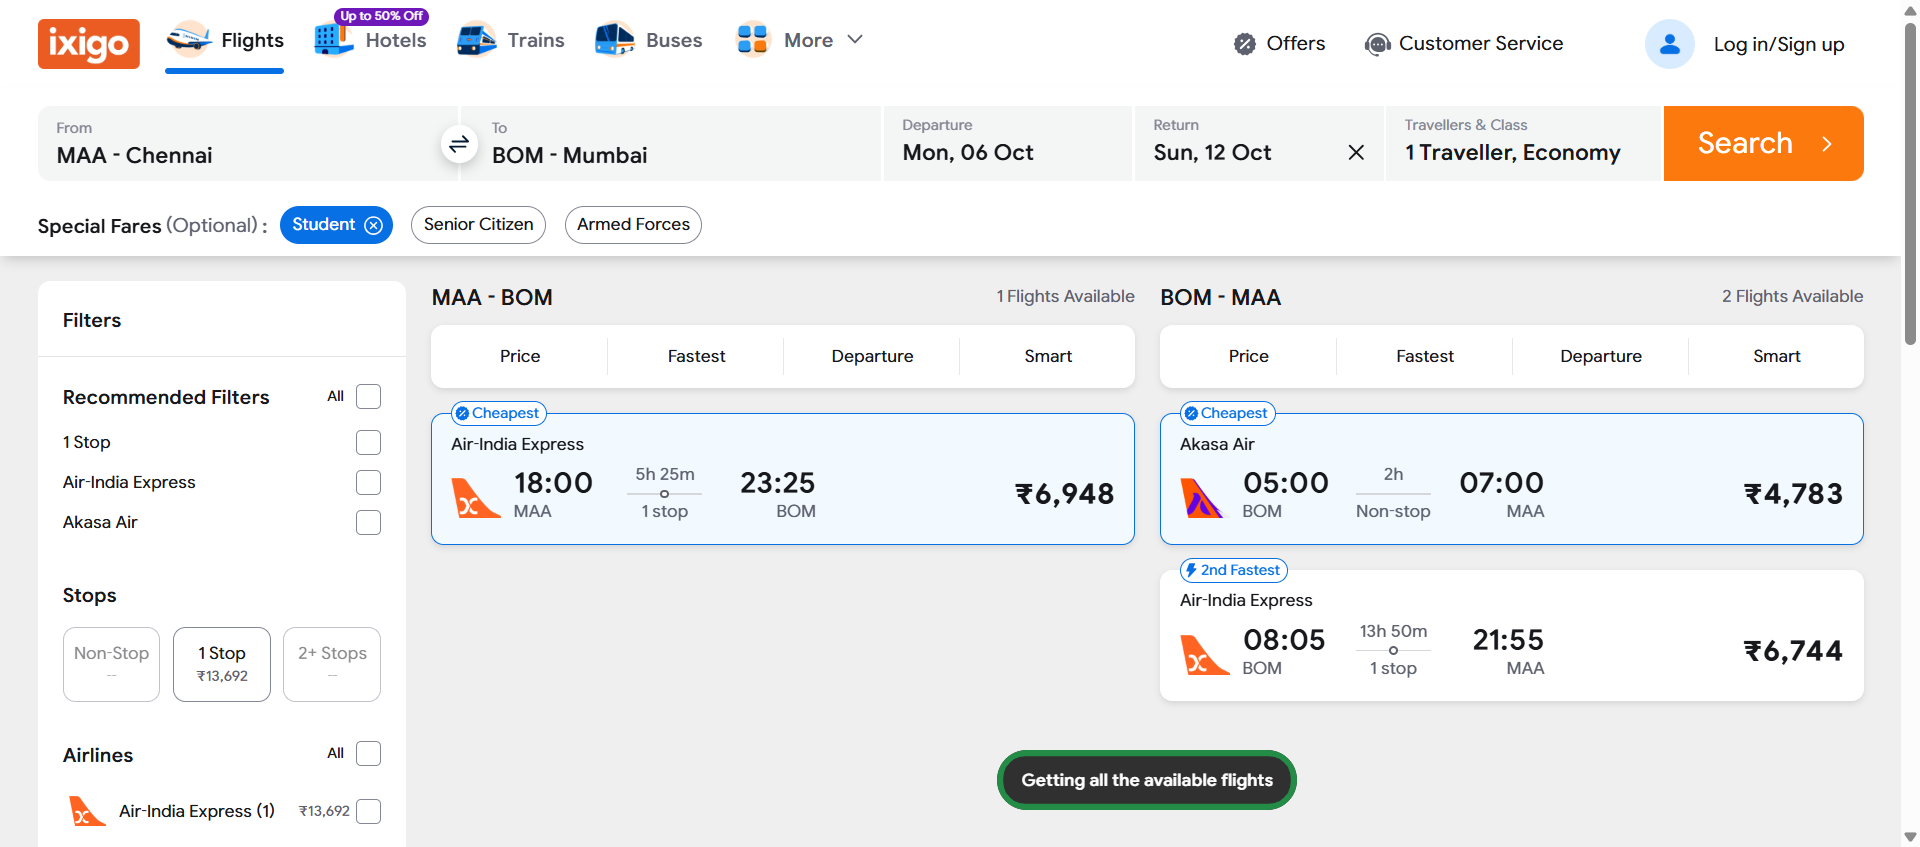 ixigo
Flights
Up to 50% Off
Hotels
Trains
Buses
More
Offers
Customer Service
Log in/Sign up
From
MAA - Chennai
To
BOM - Mumbai
Departure
Mon, 06 Oct
Return
Sun, 12 Oct
Travellers & Class
1 Traveller, Economy
Search
Special Fares (Optional) :
Student
Senior Citizen
Armed Forces
Filters
Recommended Filters
All
1 Stop
Air-India Express
Akasa Air
Stops
Non-Stop
--
1 Stop
₹13,692
2+ Stops
--
Airlines
All
Air-India Express (1)
₹13,692
MAA - BOM
1 Flights Available
Price
Fastest
Departure
Smart
Cheapest
Air-India Express
18:00
MAA
5h 25m
1 stop
23:25
BOM
₹6,948
BOM - MAA
2 Flights Available
Price
Fastest
Departure
Smart
Cheapest
Akasa Air
05:00
BOM
2h
Non-stop
07:00
MAA
₹4,783
2nd Fastest
Air-India Express
08:05
BOM
13h 50m
1 stop
21:55
MAA
₹6,744
Getting all the available flights